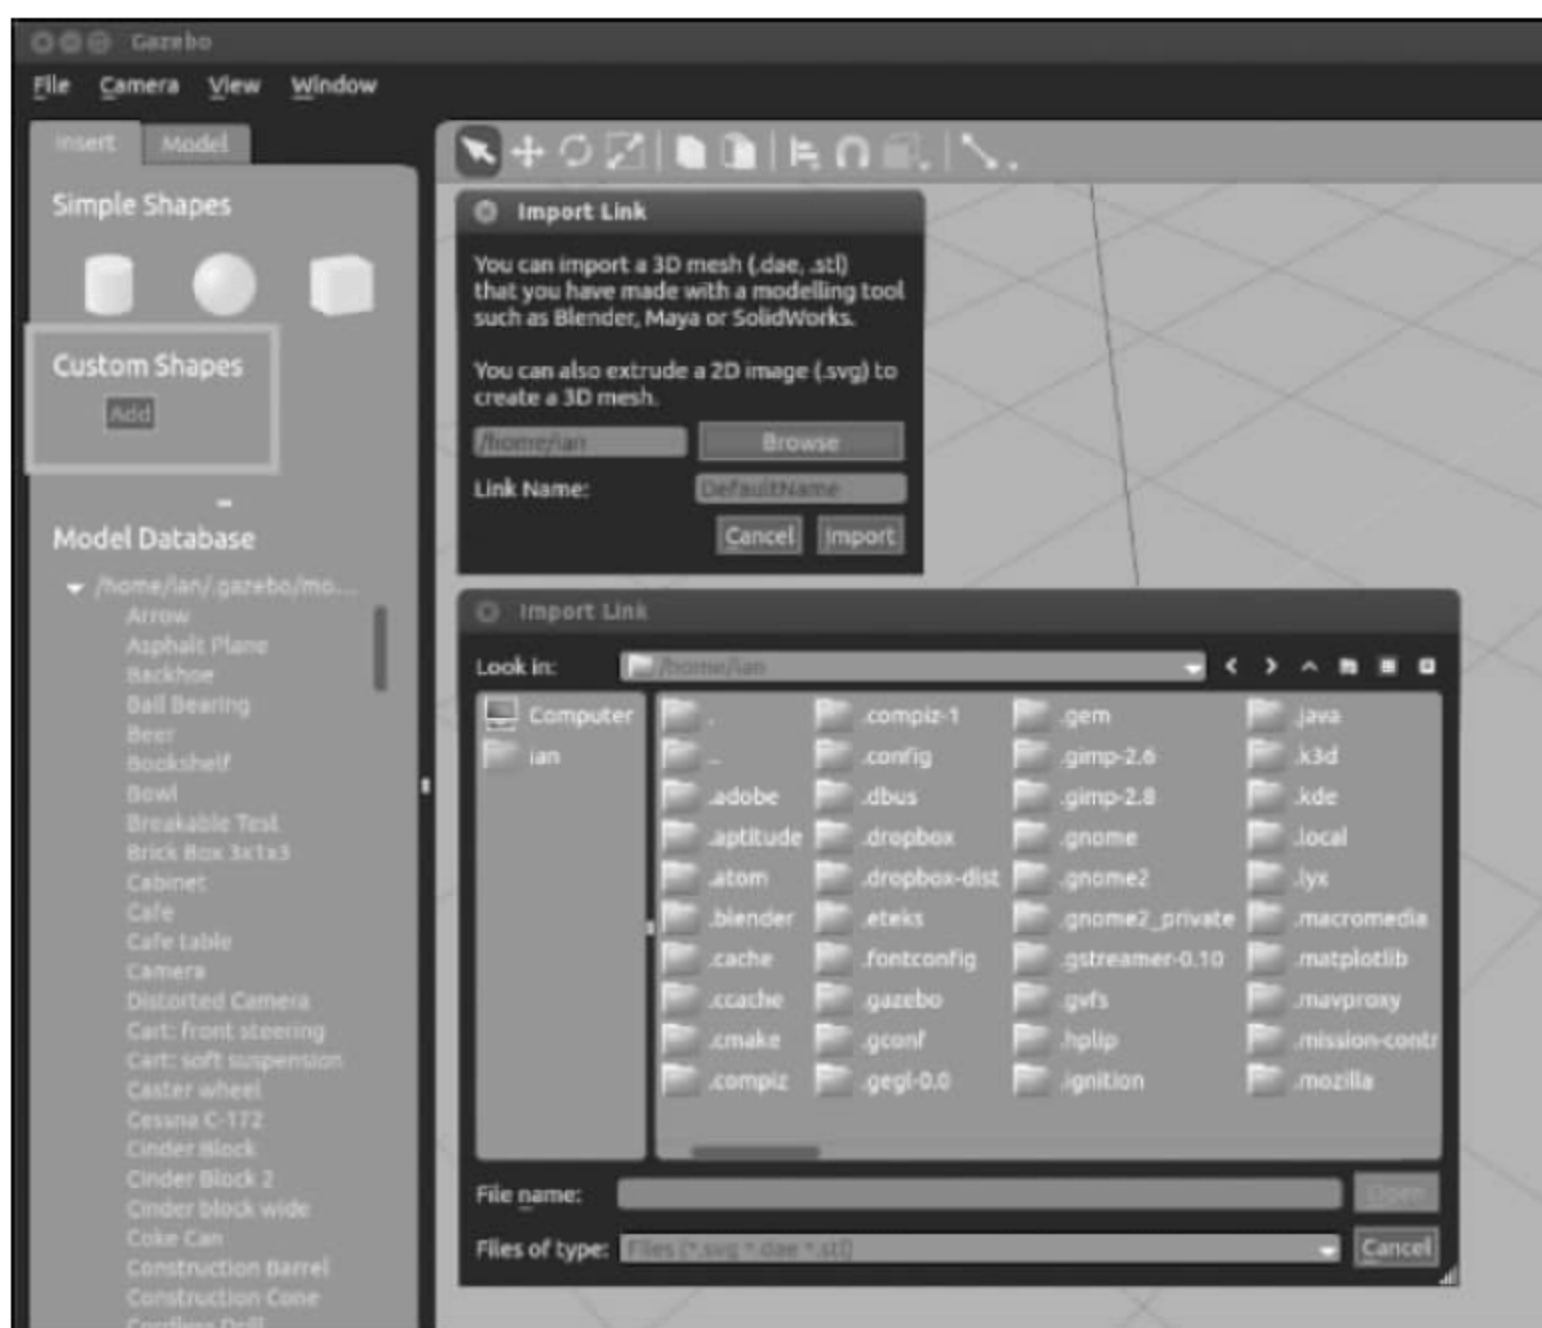 Gazebo
File Camera View Window
Insert Model
Simple Shapes
Custom Shapes
Add
Model Database
/home/ian/.gazebo/mo...
Arrow
Asphalt Plane
Backhoe
Ball Bearing
Beer
Bookshelf
Bowl
Breakable Test
Brick Box 3x1x3
Cabinet
Cafe
Cafe table
Camera
Distorted Camera
Cart: front steering
Cart: soft suspension
Caster wheel
Cessna C-172
Cinder Block
Cinder Block 2
Cinder block wide
Coke Can
Construction Barrel
Construction Cone
Cordless Drill
Import Link
You can import a 3D mesh (.dae, .stl)
that you have made with a modelling tool
such as Blender, Maya or SolidWorks.
You can also extrude a 2D image (.svg) to
create a 3D mesh.
/home/ian Browse
Link Name: DefaultName
Cancel Import
Import Link
Look in: /home/ian
Computer
ian
. .compiz-1 .gem .java
.. .config .gimp-2.6 .k3d
.adobe .dbus .gimp-2.8 .kde
.aptitude .dropbox .gnome .local
.atom .dropbox-dist .gnome2 .lyx
.blender .eteks .gnome2_private .macromedia
.cache .fontconfig .gstreamer-0.10 .matplotlib
.ccache .gazebo .gvfs .mavproxy
.cmake .gconf .hplip .mission-contr
.compiz .gegl-0.0 .ignition .mozilla
File name: Open
Files of type: Files (*.svg *.dae *.stl) Cancel